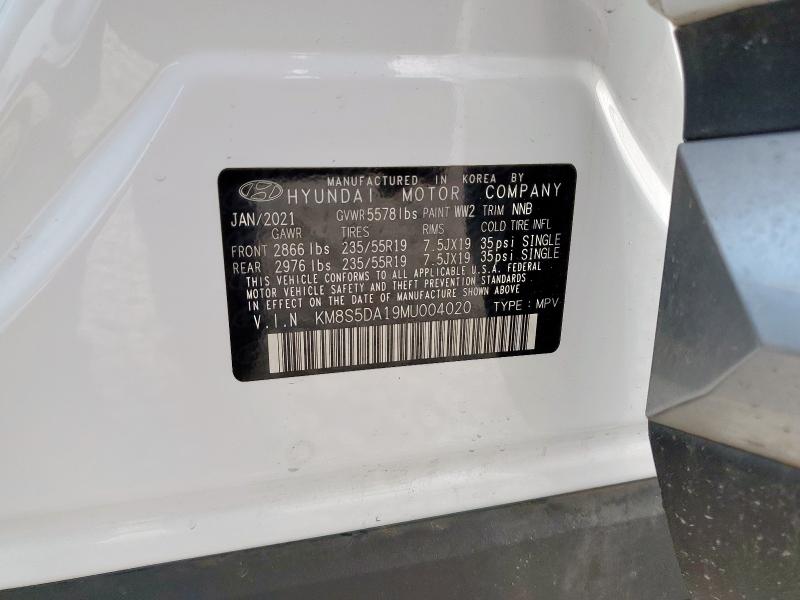 MANUFACTURED IN KOREA BY
HYUNDAI MOTOR COMPANY
JAN/2021 GVWR 5578 lbs PAINT WW2 TRIM NNB
GAWR TIRES RIMS COLD TIRE INFL
FRONT 2866 lbs 235/55R19 7.5JX19 35psi SINGLE
REAR 2976 lbs 235/55R19 7.5JX19 35psi SINGLE
THIS VEHICLE CONFORMS TO ALL APPLICABLE U.S.A. FEDERAL
MOTOR VEHICLE SAFETY AND THEFT PREVENTION STANDARDS
IN EFFECT ON THE DATE OF MANUFACTURE SHOWN ABOVE.
V.I.N KM8S5DA19MU004020 TYPE : MPV